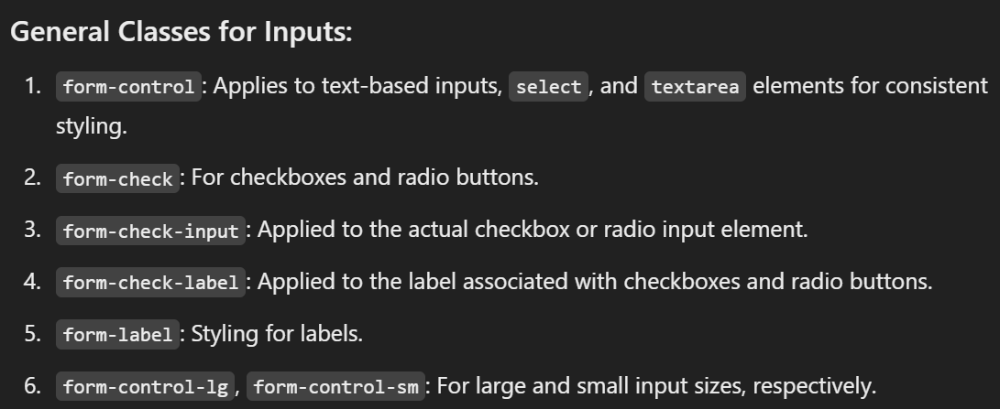 General Classes for Inputs:
1. form-control: Applies to text-based inputs, select, and textarea elements for consistent
styling.
2. form-check: For checkboxes and radio buttons.
3. form-check-input: Applied to the actual checkbox or radio input element.
4. form-check-label: Applied to the label associated with checkboxes and radio buttons.
5. form-label: Styling for labels.
6. form-control-lg, form-control-sm: For large and small input sizes, respectively.